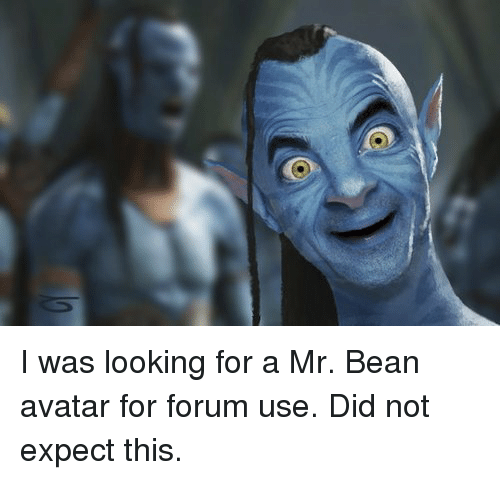 I was looking for a Mr. Bean
avatar for forum use. Did not
expect this.